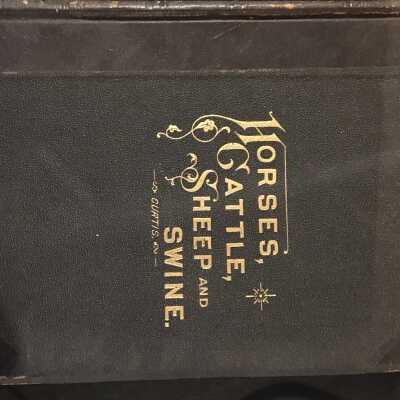 HORSES,
CATTLE,
SHEEP AND
SWINE.
CURTIS.